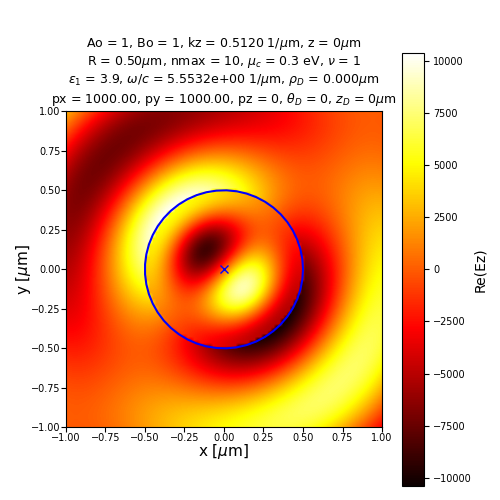 Ao = 1, Bo = 1, kz = 0.5120 1/μm, z = 0μm
R = 0.50μm, nmax = 10, μc = 0.3 eV, ν = 1
ε1 = 3.9, ω/c = 5.5532e+00 1/μm, ρD = 0.000μm
px = 1000.00, py = 1000.00, pz = 0, θD = 0, zD = 0μm
1.00
0.75
0.50
0.25
0.00
−0.25
−0.50
−0.75
−1.00
y [μm]
−1.00 −0.75 −0.50 −0.25 0.00 0.25 0.50 0.75 1.00
x [μm]
10000
7500
5000
2500
0
−2500
−5000
−7500
−10000
Re(Ez)